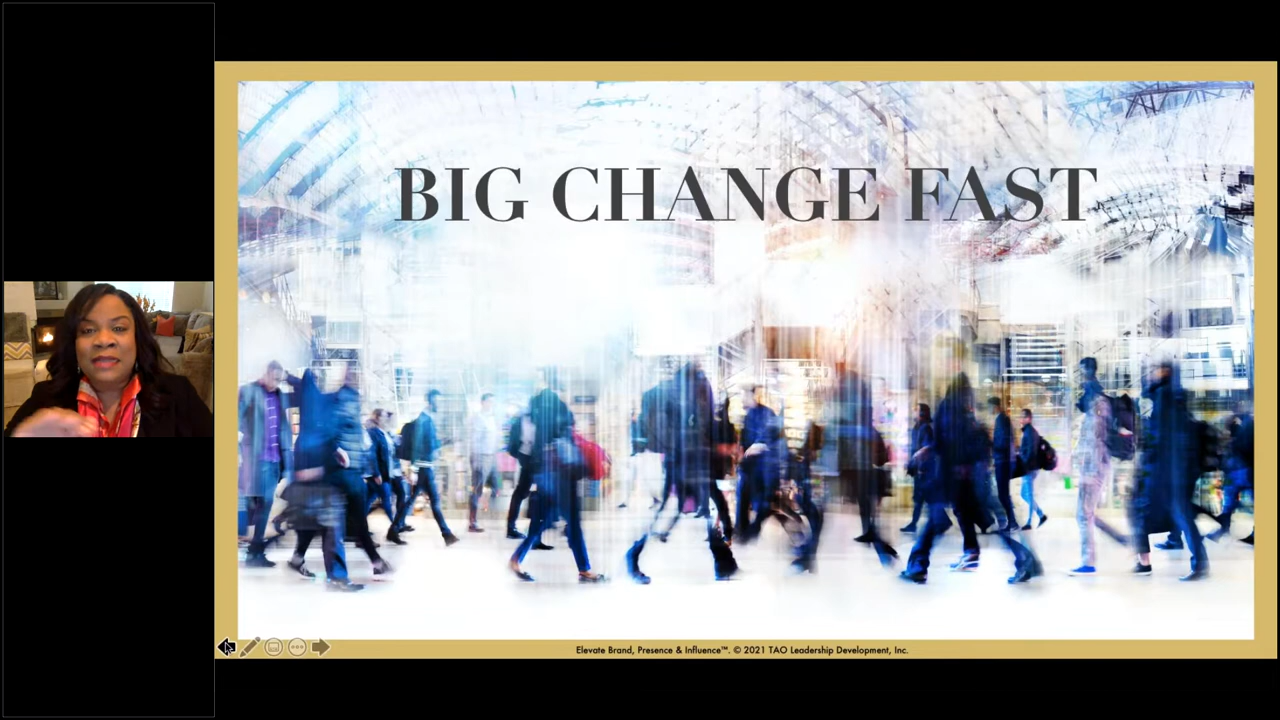 BIG CHANGE FAST
Elevate Brand, Presence & Influence™. © 2021 TAO Leadership Development, Inc.